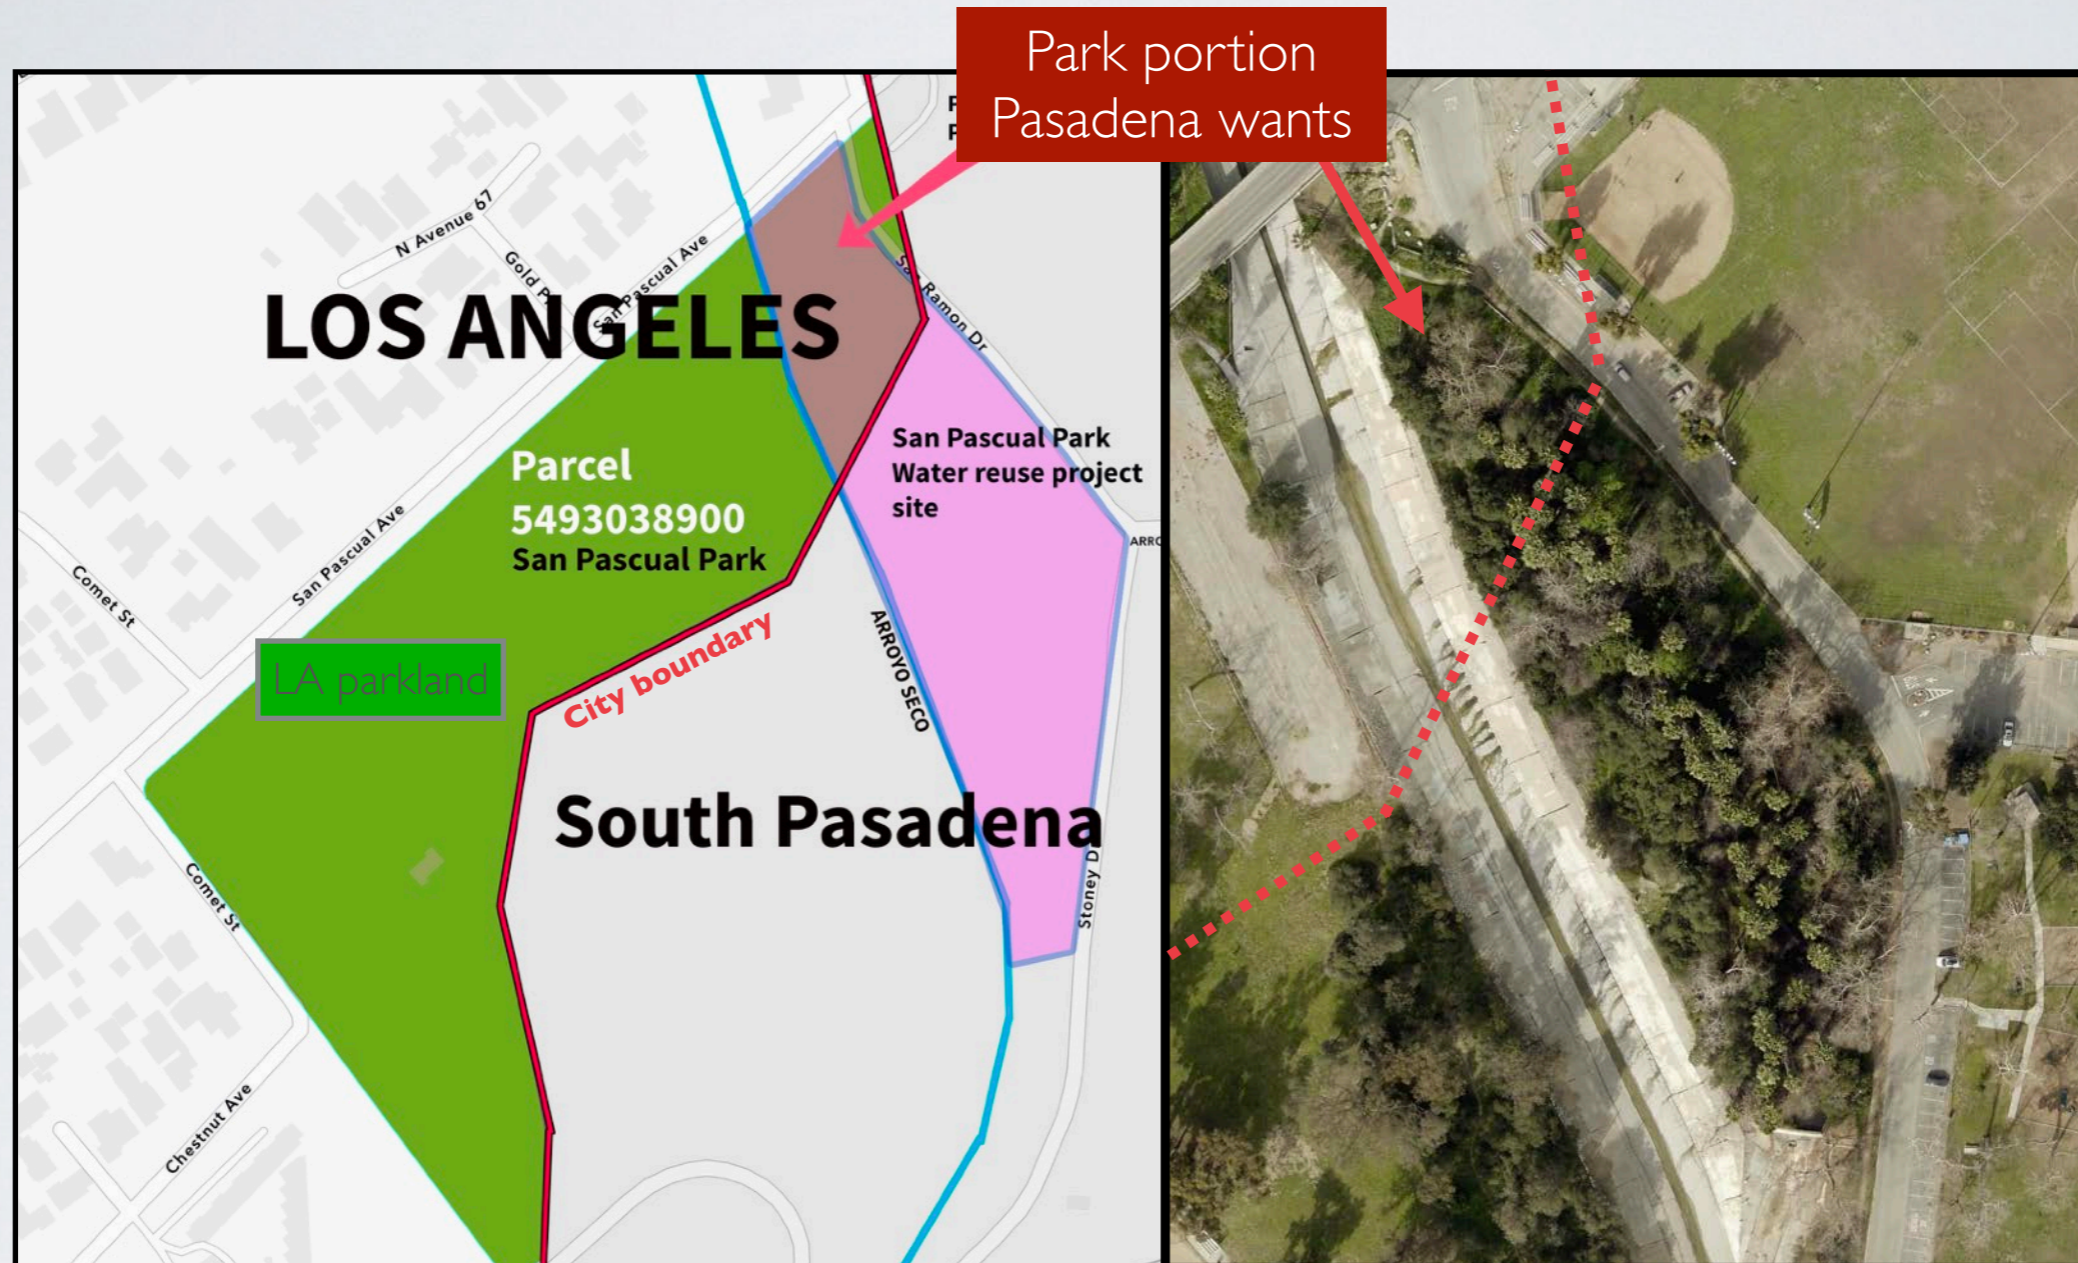 Park portion
Pasadena wants
N Avenue 67
Gold
San Pascual Ave
LOS ANGELES
San Ramon Dr
Parcel
5493038900
San Pascual Park
San Pascual Park
Water reuse project
site
San Pascual Ave
Comet St
LA parkland
City boundary
ARROYO SECO
South Pasadena
Comet St
Stoney
Chestnut Ave